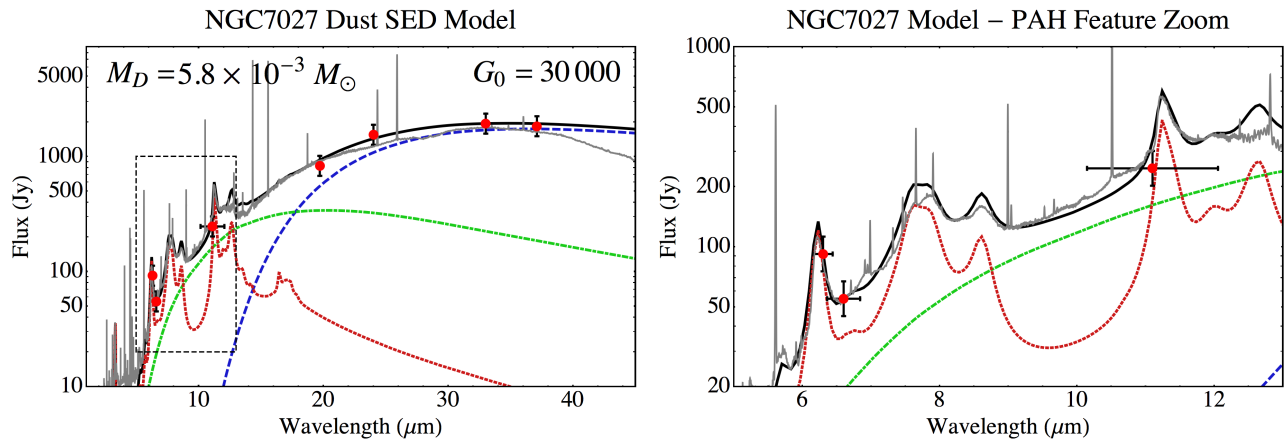 NGC7027 Dust SED Model
M_D =5.8 × 10⁻³ M⊙
G₀ = 30 000
5000
1000
500
100
50
10
Flux (Jy)
10
20
30
40
Wavelength (μm)
NGC7027 Model − PAH Feature Zoom
1000
500
200
100
50
20
Flux (Jy)
6
8
10
12
Wavelength (μm)